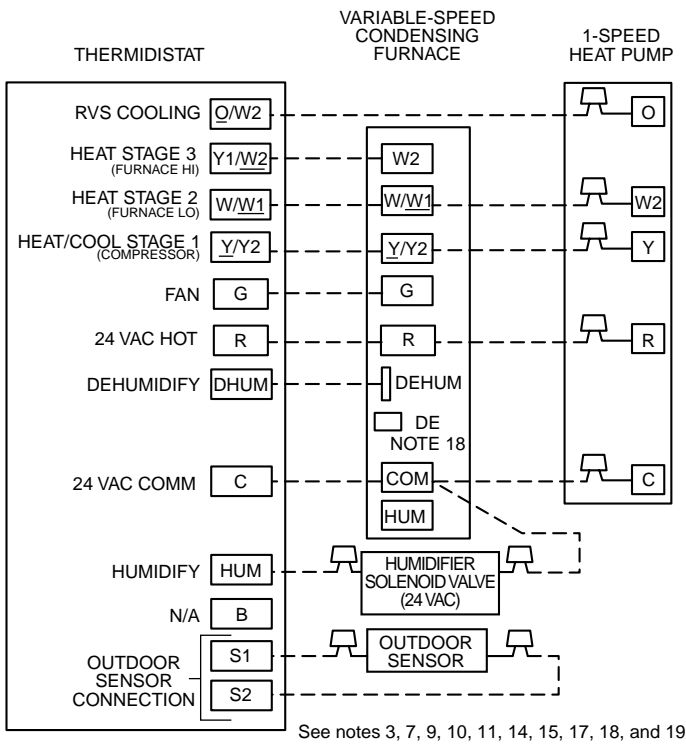 THERMIDISTAT
VARIABLE-SPEED
CONDENSING
FURNACE
1-SPEED
HEAT PUMP
RVS COOLING O/W2 O
HEAT STAGE 3 Y1/W2 W2
(FURNACE HI)
HEAT STAGE 2 W/W1 W/W1 W2
(FURNACE LO)
HEAT/COOL STAGE 1 Y/Y2 Y/Y2 Y
(COMPRESSOR)
FAN G G
24 VAC HOT R R R
DEHUMIDIFY DHUM DEHUM
DE
NOTE 18
24 VAC COMM C COM C
HUM
HUMIDIFY HUM
HUMIDIFIER
SOLENOID VALVE
(24 VAC)
N/A B
OUTDOOR
SENSOR
CONNECTION
S1
S2
OUTDOOR
SENSOR
See notes 3, 7, 9, 10, 11, 14, 15, 17, 18, and 19